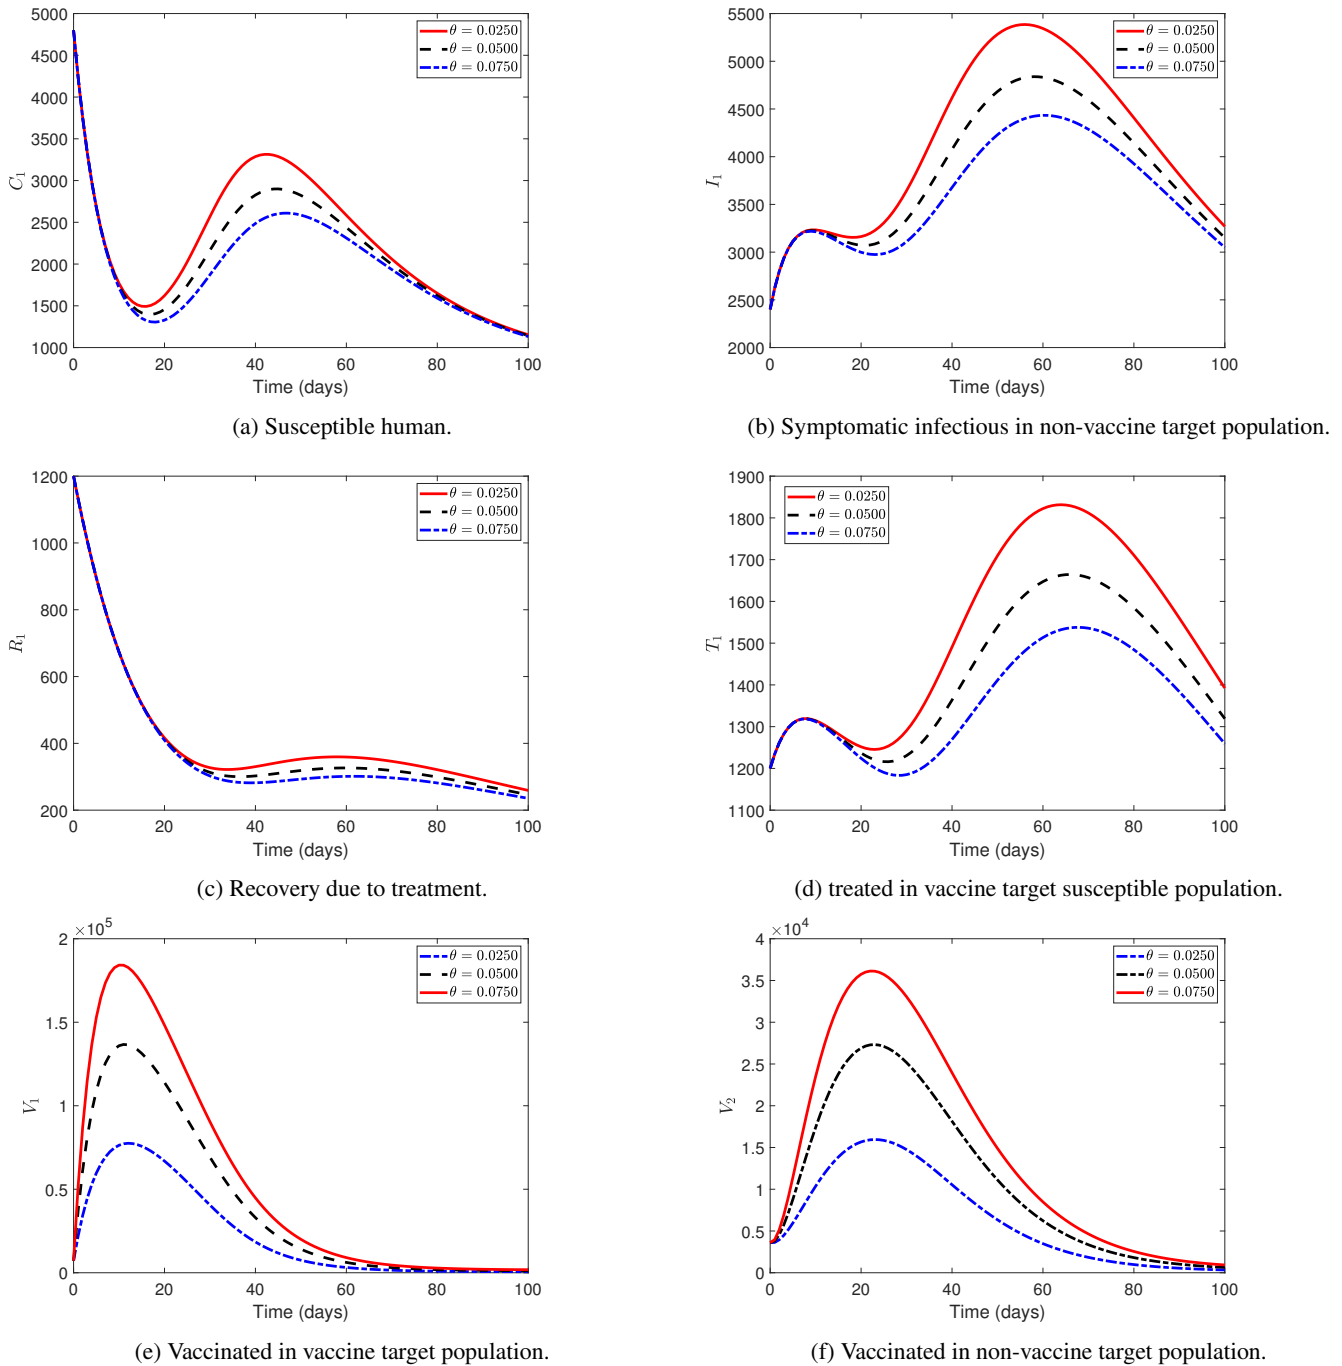 5500
5000
4500
4000
3500
3000
2500
2000
1500
1000
C₁
0 20 40 60 80 100
Time (days)
θ = 0.0250
θ = 0.0500
θ = 0.0750
(a) Susceptible human.
5500
5000
4500
4000
3500
3000
2500
2000
I₁
0 20 40 60 80 100
Time (days)
θ = 0.0250
θ = 0.0500
θ = 0.0750
(b) Symptomatic infectious in non-vaccine target population.
1200
1000
800
600
400
200
R₁
0 20 40 60 80 100
Time (days)
θ = 0.0250
θ = 0.0500
θ = 0.0750
(c) Recovery due to treatment.
1900
1800
1700
1600
1500
1400
1300
1200
1100
T₁
0 20 40 60 80 100
Time (days)
θ = 0.0250
θ = 0.0500
θ = 0.0750
(d) treated in vaccine target susceptible population.
×10⁵
2
1.5
1
0.5
0
V₁
0 20 40 60 80 100
Time (days)
θ = 0.0250
θ = 0.0500
θ = 0.0750
(e) Vaccinated in vaccine target population.
×10⁴
4
3.5
3
2.5
2
1.5
1
0.5
0
V₂
0 20 40 60 80 100
Time (days)
θ = 0.0250
θ = 0.0500
θ = 0.0750
(f) Vaccinated in non-vaccine target population.